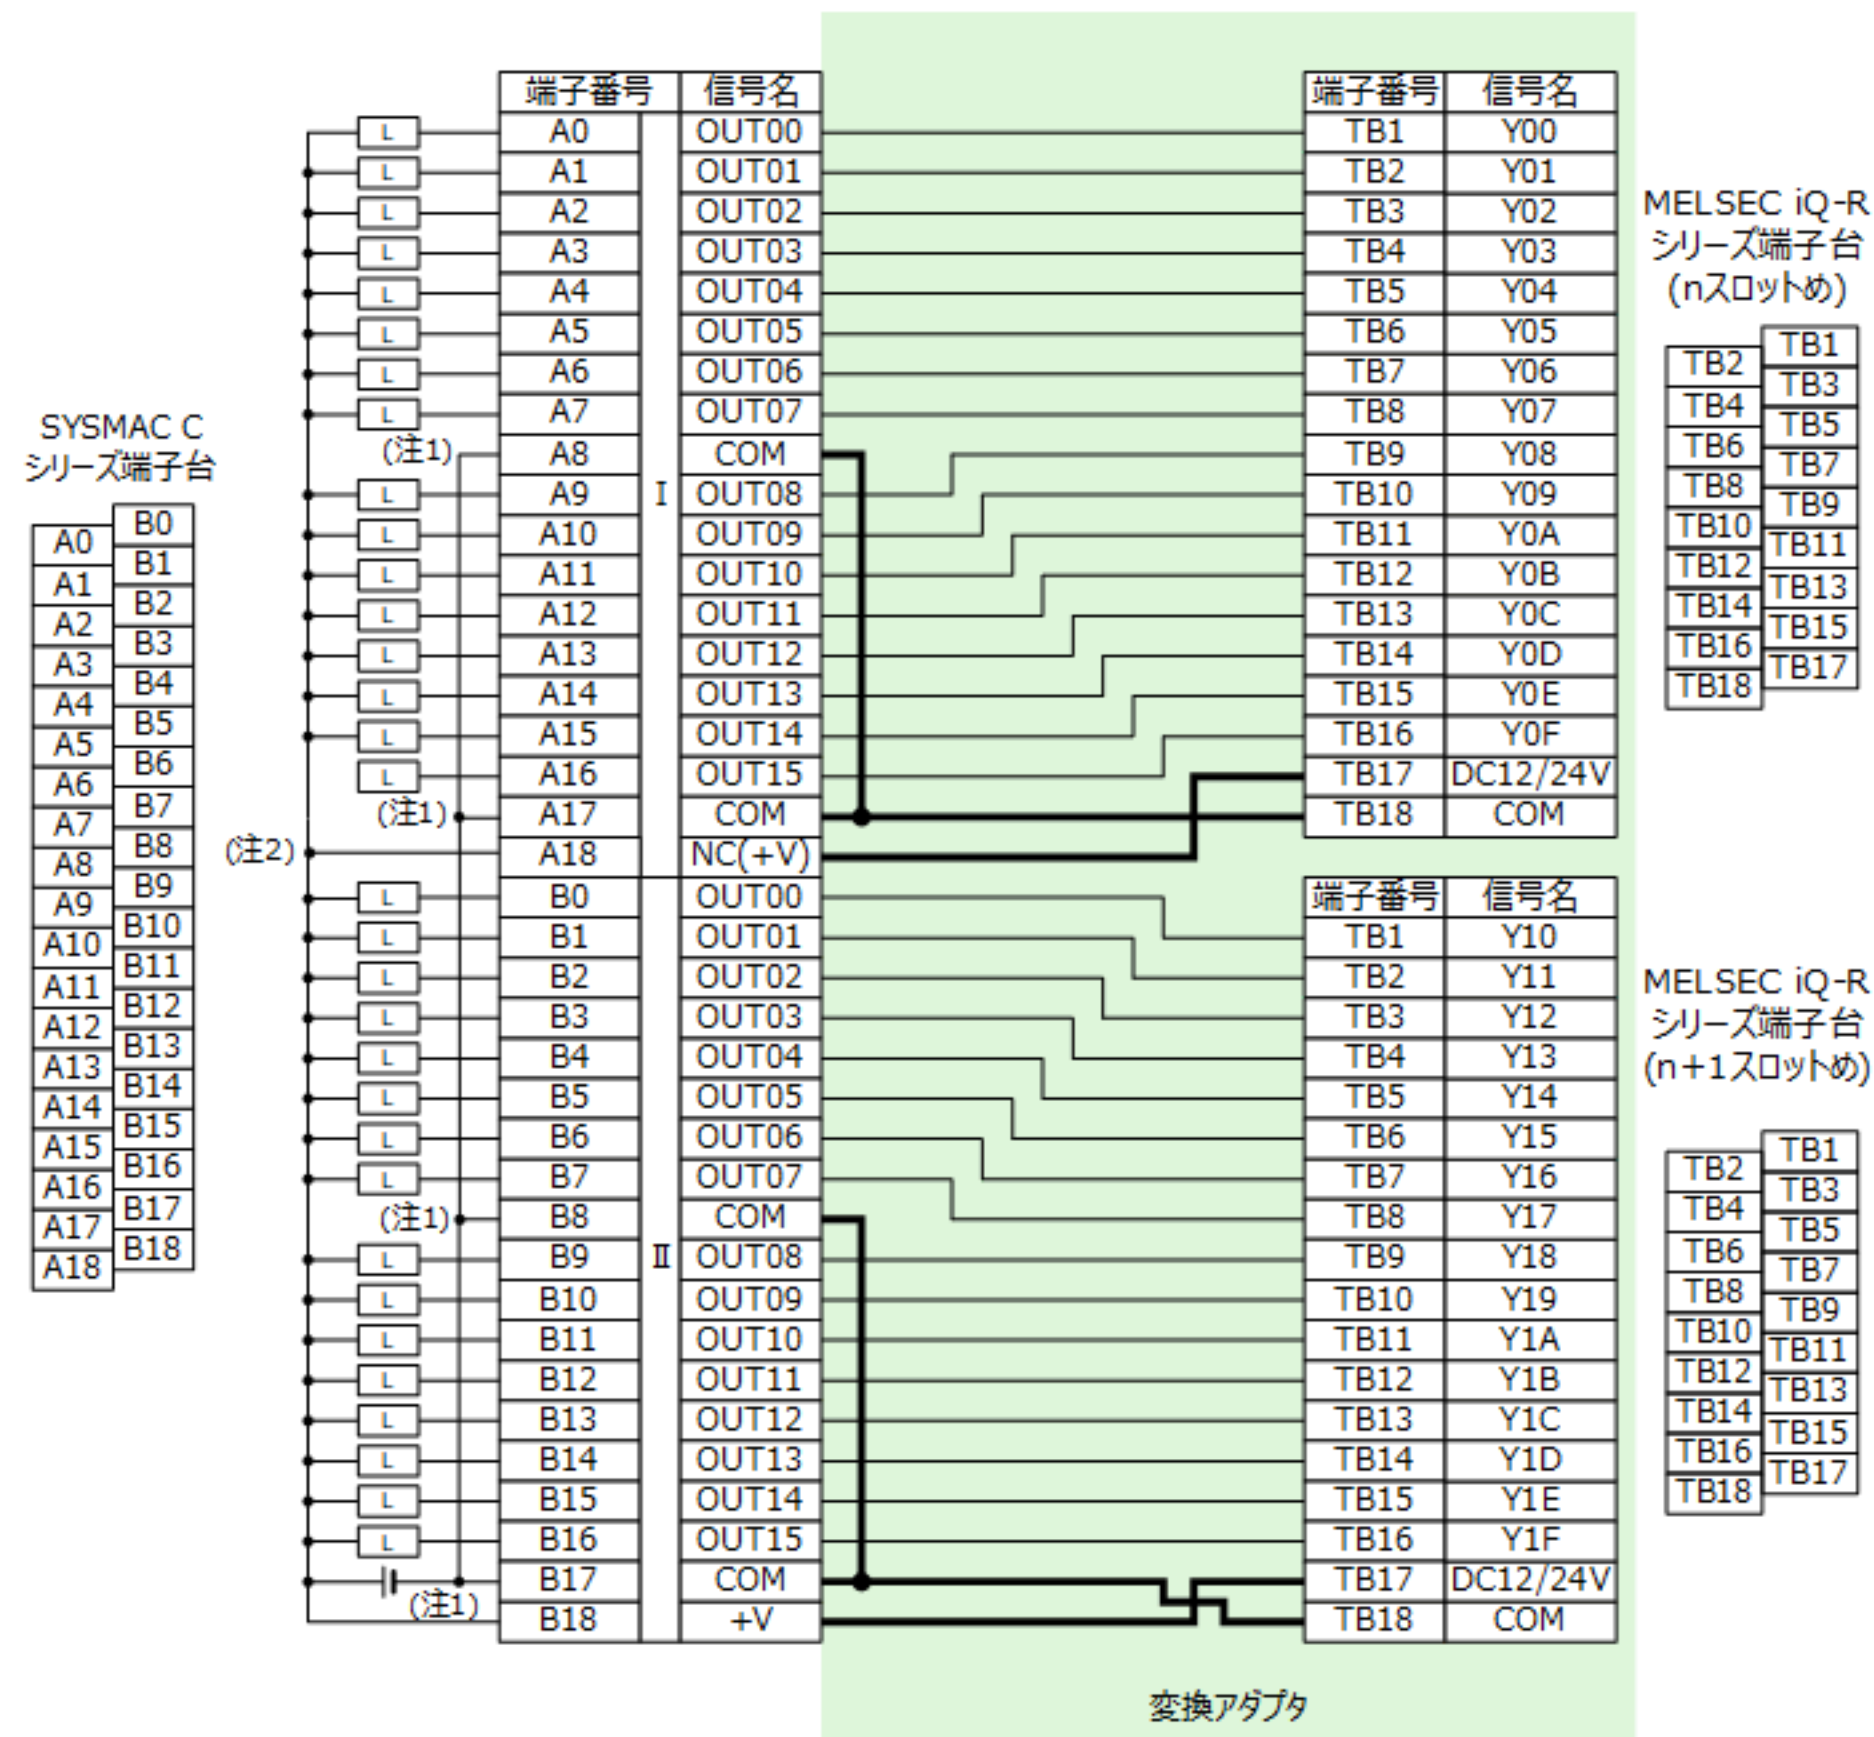 SYSMAC C
シリーズ端子台
B0
A0
B1
A1
B2
A2
B3
A3
B4
A4
B5
A5
B6
A6
B7
A7
B8
A8
B9
A9
B10
A10
B11
A11
B12
A12
B13
A13
B14
A14
B15
A15
B16
A16
B17
A17
B18
A18
端子番号 信号名 端子番号 信号名
L A0 OUT00 TB1 Y00
L A1 OUT01 TB2 Y01
L A2 OUT02 TB3 Y02
L A3 OUT03 TB4 Y03
L A4 OUT04 TB5 Y04
L A5 OUT05 TB6 Y05
L A6 OUT06 TB7 Y06
L A7 OUT07 TB8 Y07
(注1) A8 COM TB9 Y08
L A9 I OUT08 TB10 Y09
L A10 OUT09 TB11 Y0A
L A11 OUT10 TB12 Y0B
L A12 OUT11 TB13 Y0C
L A13 OUT12 TB14 Y0D
L A14 OUT13 TB15 Y0E
L A15 OUT14 TB16 Y0F
L A16 OUT15 TB17 DC12/24V
(注1) A17 COM TB18 COM
(注2) A18 NC(+V)
L B0 OUT00 端子番号 信号名
L B1 OUT01 TB1 Y10
L B2 OUT02 TB2 Y11
L B3 OUT03 TB3 Y12
L B4 OUT04 TB4 Y13
L B5 OUT05 TB5 Y14
L B6 OUT06 TB6 Y15
L B7 OUT07 TB7 Y16
(注1) B8 COM TB8 Y17
L B9 II OUT08 TB9 Y18
L B10 OUT09 TB10 Y19
L B11 OUT10 TB11 Y1A
L B12 OUT11 TB12 Y1B
L B13 OUT12 TB13 Y1C
L B14 OUT13 TB14 Y1D
L B15 OUT14 TB15 Y1E
L B16 OUT15 TB16 Y1F
B17 COM TB17 DC12/24V
(注1) B18 +V TB18 COM
変換アダプタ
MELSEC iQ-R
シリーズ端子台
(nスロットめ)
TB1
TB2
TB3
TB4
TB5
TB6
TB7
TB8
TB9
TB10
TB11
TB12
TB13
TB14
TB15
TB16
TB17
TB18
MELSEC iQ-R
シリーズ端子台
(n+1スロットめ)
TB1
TB2
TB3
TB4
TB5
TB6
TB7
TB8
TB9
TB10
TB11
TB12
TB13
TB14
TB15
TB16
TB17
TB18